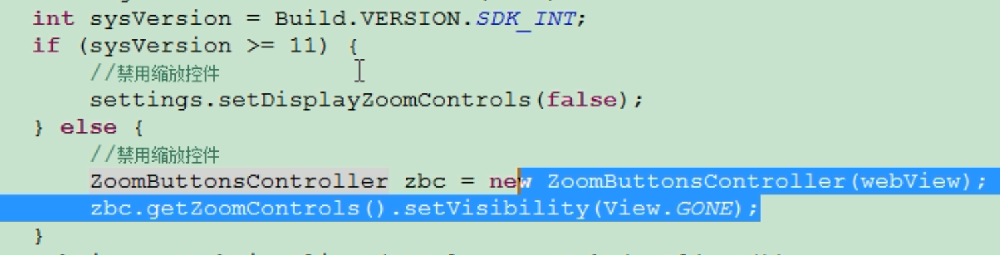 int sysVersion = Build.VERSION.SDK_INT;
if (sysVersion >= 11) {
//禁用缩放控件
settings.setDisplayZoomControls(false);
} else {
//禁用缩放控件
ZoomButtonsController zbc = new ZoomButtonsController(webView);
zbc.getZoomControls().setVisibility(View.GONE);
}